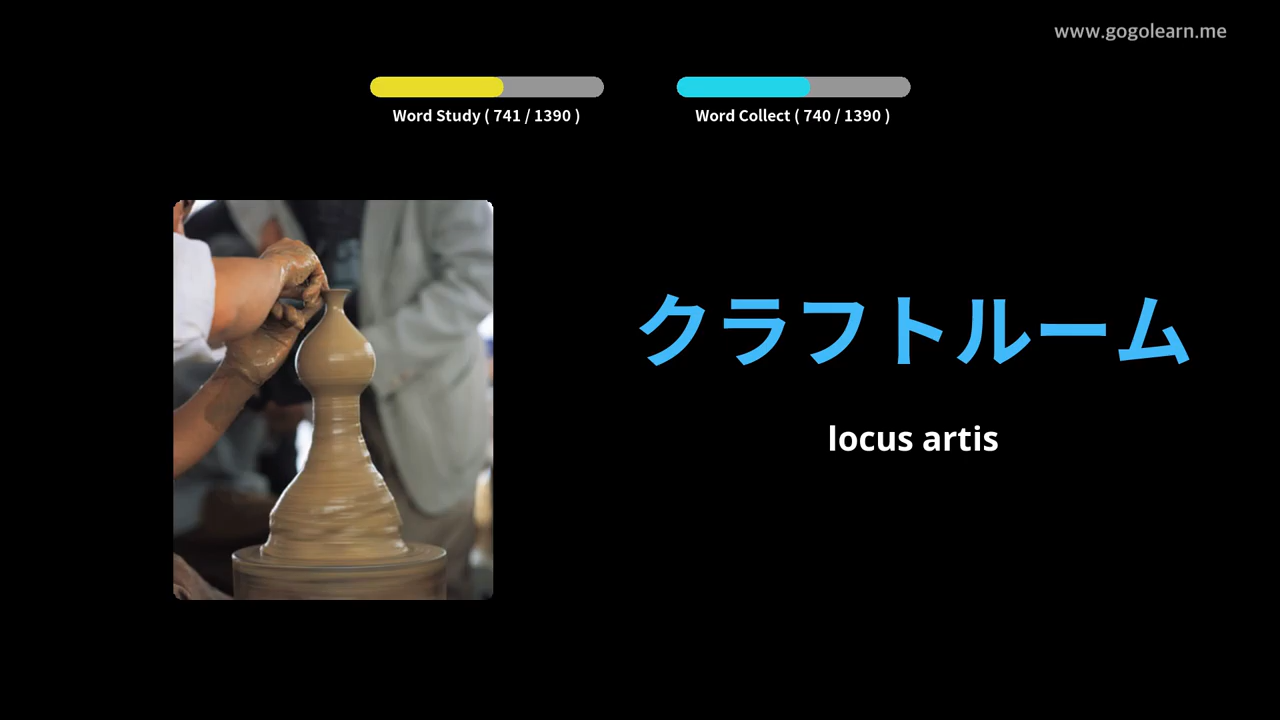 www.gogolearn.me
Word Study ( 741 / 1390 )
Word Collect ( 740 / 1390 )
クラフトルーム
locus artis